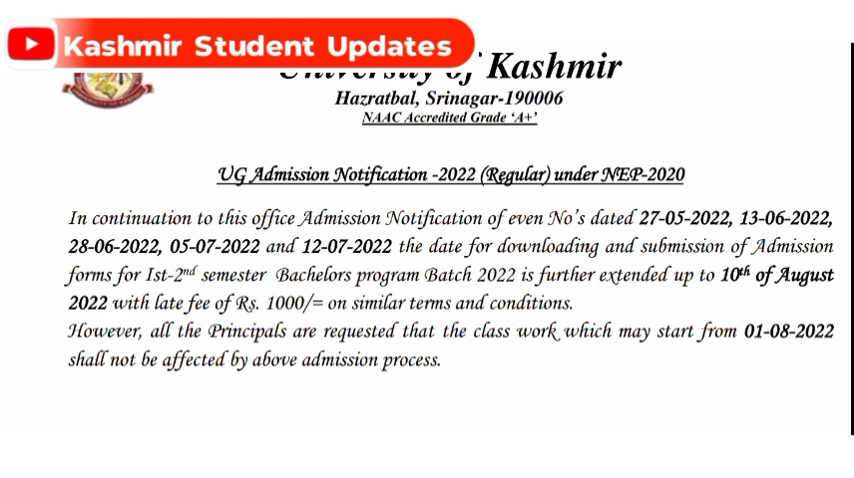 Kashmir Student Updates
University of Kashmir
Hazratbal, Srinagar-190006
NAAC Accredited Grade ‘A+’
UG Admission Notification -2022 (Regular) under NEP-2020
In continuation to this office Admission Notification of even No’s dated 27-05-2022, 13-06-2022,
28-06-2022, 05-07-2022 and 12-07-2022 the date for downloading and submission of Admission
forms for Ist-2nd semester Bachelors program Batch 2022 is further extended up to 10th of August
2022 with late fee of Rs. 1000/= on similar terms and conditions.
However, all the Principals are requested that the class work which may start from 01-08-2022
shall not be affected by above admission process.